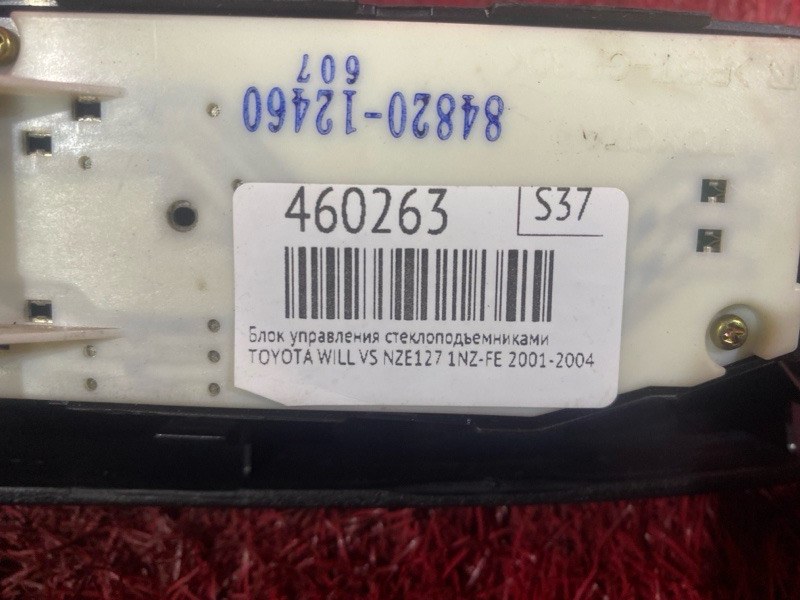 607
84820-12460
460263
S37
Блок управления стеклоподъемниками
TOYOTA WILL VS NZE127 1NZ-FE 2001-2004